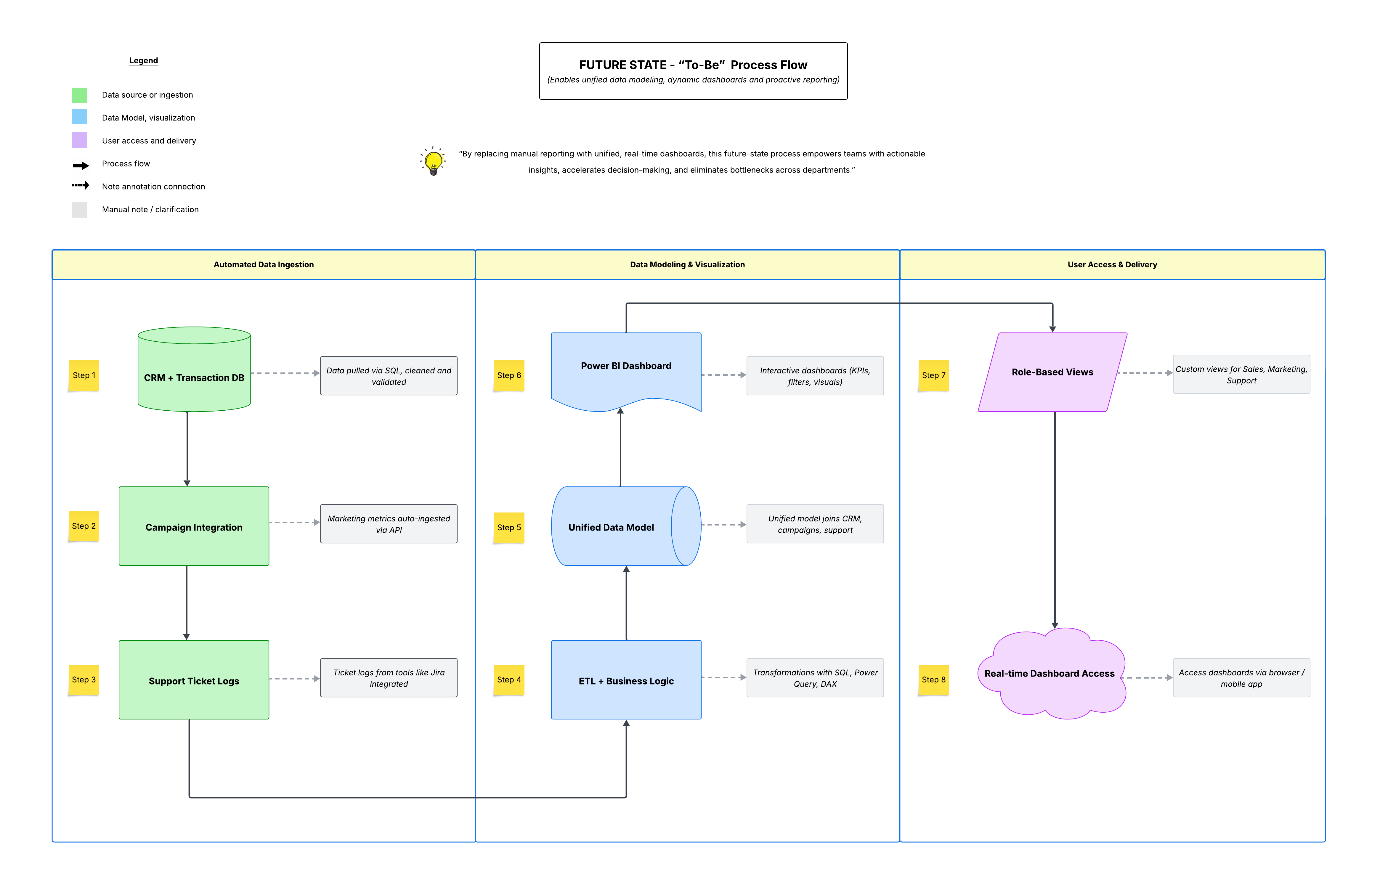 Legend
Data source or ingestion
Data Model, visualization
User access and delivery
Process flow
Note annotation connection
Manual note / clarification
FUTURE STATE - “To-Be” Process Flow
(Enables unified data modeling, dynamic dashboards and proactive reporting)
“By replacing manual reporting with unified, real-time dashboards, this future-state process empowers teams with actionable
insights, accelerates decision-making, and eliminates bottlenecks across departments.”
Automated Data Ingestion
Step 1
CRM + Transaction DB
Data pulled via SQL, cleaned and
validated
Step 2
Campaign Integration
Marketing metrics auto-ingested
via API
Step 3
Support Ticket Logs
Ticket logs from tools like Jira
Integrated
Data Modeling & Visualization
Step 6
Power BI Dashboard
Interactive dashboards (KPIs,
filters, visuals)
Step 5
Unified Data Model
Unified model joins CRM,
campaigns, support
Step 4
ETL + Business Logic
Transformations with SQL, Power
Query, DAX
User Access & Delivery
Step 7
Role-Based Views
Custom views for Sales, Marketing,
Support
Step 8
Real-time Dashboard Access
Access dashboards via browser /
mobile app